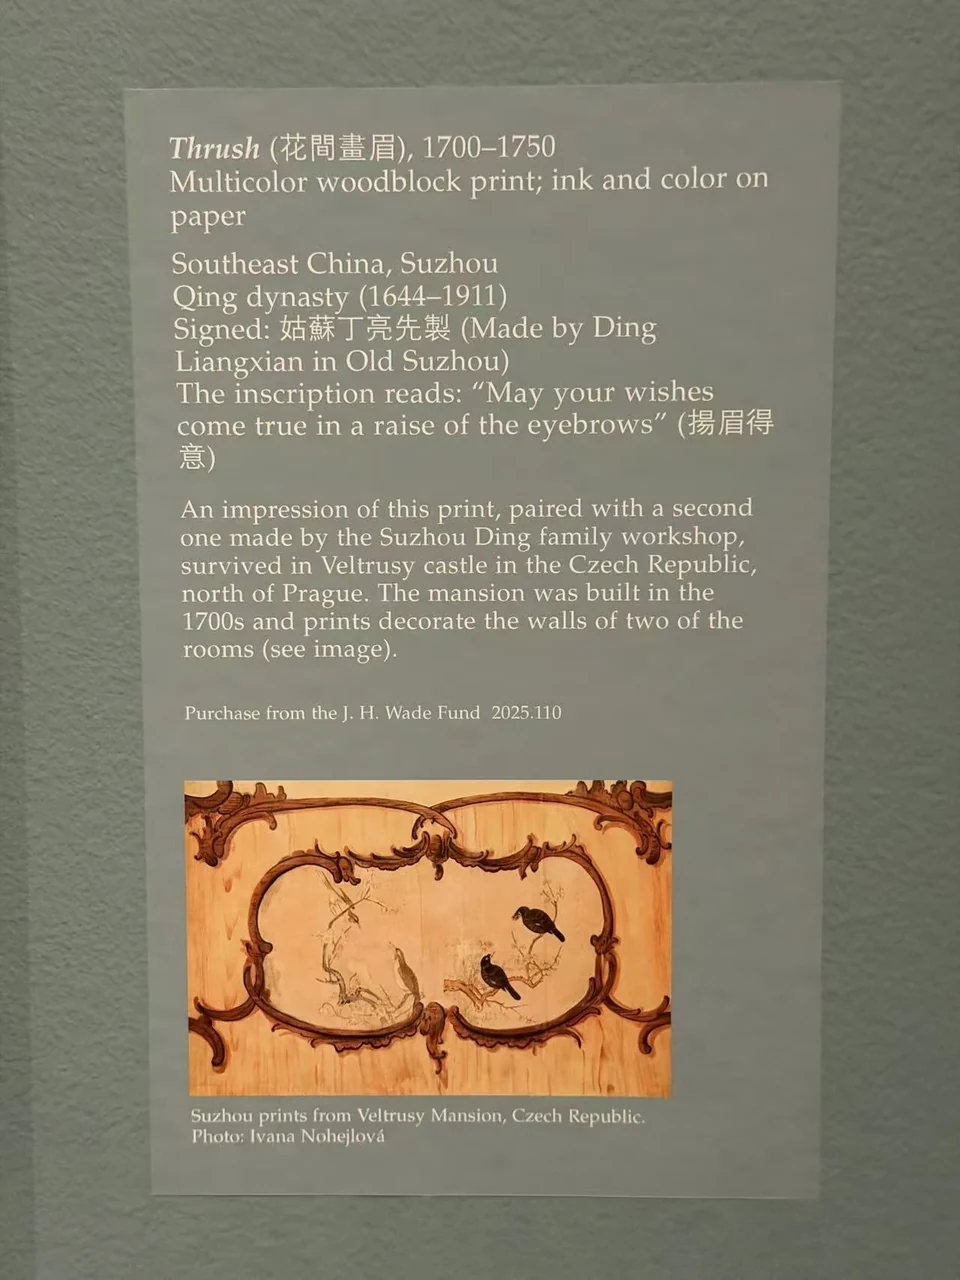 Thrush (花間畫眉), 1700–1750
Multicolor woodblock print; ink and color on
paper
Southeast China, Suzhou
Qing dynasty (1644–1911)
Signed: 姑蘇丁亮先製 (Made by Ding
Liangxian in Old Suzhou)
The inscription reads: “May your wishes
come true in a raise of the eyebrows” (揚眉得
意)
An impression of this print, paired with a second
one made by the Suzhou Ding family workshop,
survived in Veltrusy castle in the Czech Republic,
north of Prague. The mansion was built in the
1700s and prints decorate the walls of two of the
rooms (see image).
Purchase from the J. H. Wade Fund 2025.110
Suzhou prints from Veltrusy Mansion, Czech Republic.
Photo: Ivana Nohejlová